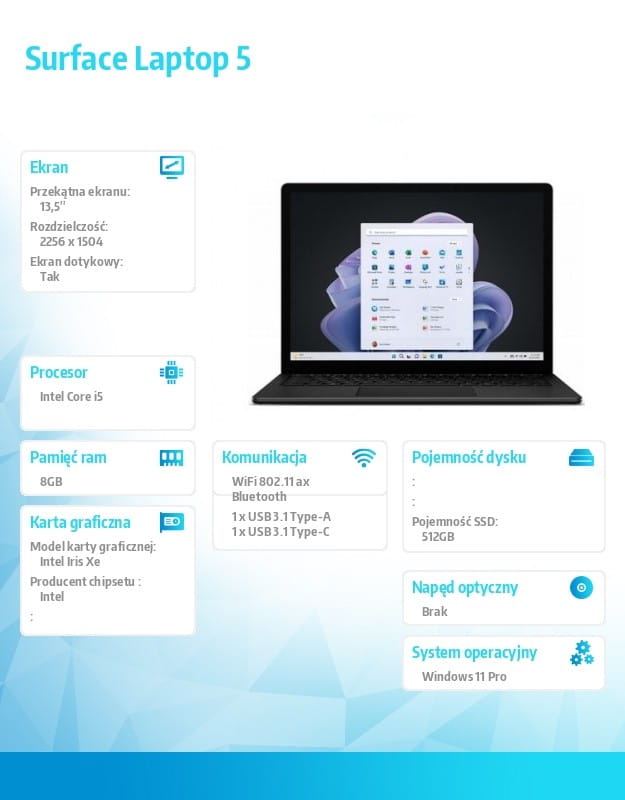 Surface Laptop 5
Ekran
Przekątna ekranu:
13,5''
Rozdzielczość:
2256 x 1504
Ekran dotykowy:
Tak
Procesor
Intel Core i5
Pamięć ram
8GB
Karta graficzna
Model karty graficznej:
Intel Iris Xe
Producent chipsetu :
Intel
:
Komunikacja
WiFi 802.11 ax
Bluetooth
1 x USB 3.1 Type-A
1 x USB 3.1 Type-C
Pojemność dysku
:
:
Pojemność SSD:
512GB
Napęd optyczny
Brak
System operacyjny
Windows 11 Pro